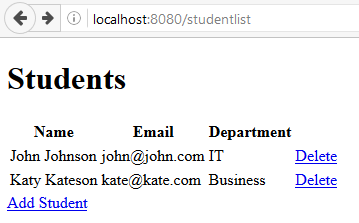 localhost:8080/studentlist
Students
Name Email Department
John Johnson john@john.com IT Delete
Katy Kateson kate@kate.com Business Delete
Add Student